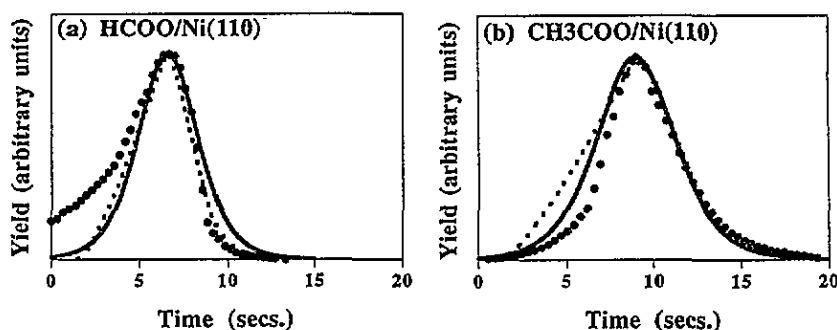 (a) HCOO/Ni(110)
Yield (arbitrary units)
0 5 10 15 20
Time (secs.)
(b) CH3COO/Ni(110)
Yield (arbitrary units)
0 5 10 15 20
Time (secs.)